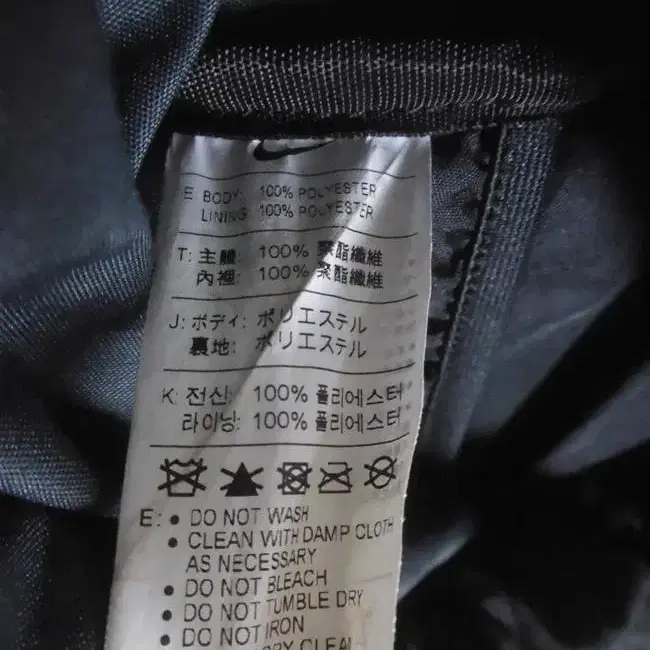 E: BODY: 100% POLYESTER
LINING: 100% POLYESTER
T: 主體: 100% 聚酯纖維
內裡: 100% 聚酯纖維
J: ボディ: ポリエステル
裏地: ポリエステル
K: 전신: 100% 폴리에스터
라이닝: 100% 폴리에스터
E: • DO NOT WASH
• CLEAN WITH DAMP CLOTH
AS NECESSARY
• DO NOT BLEACH
• DO NOT TUMBLE DRY
• DO NOT IRON